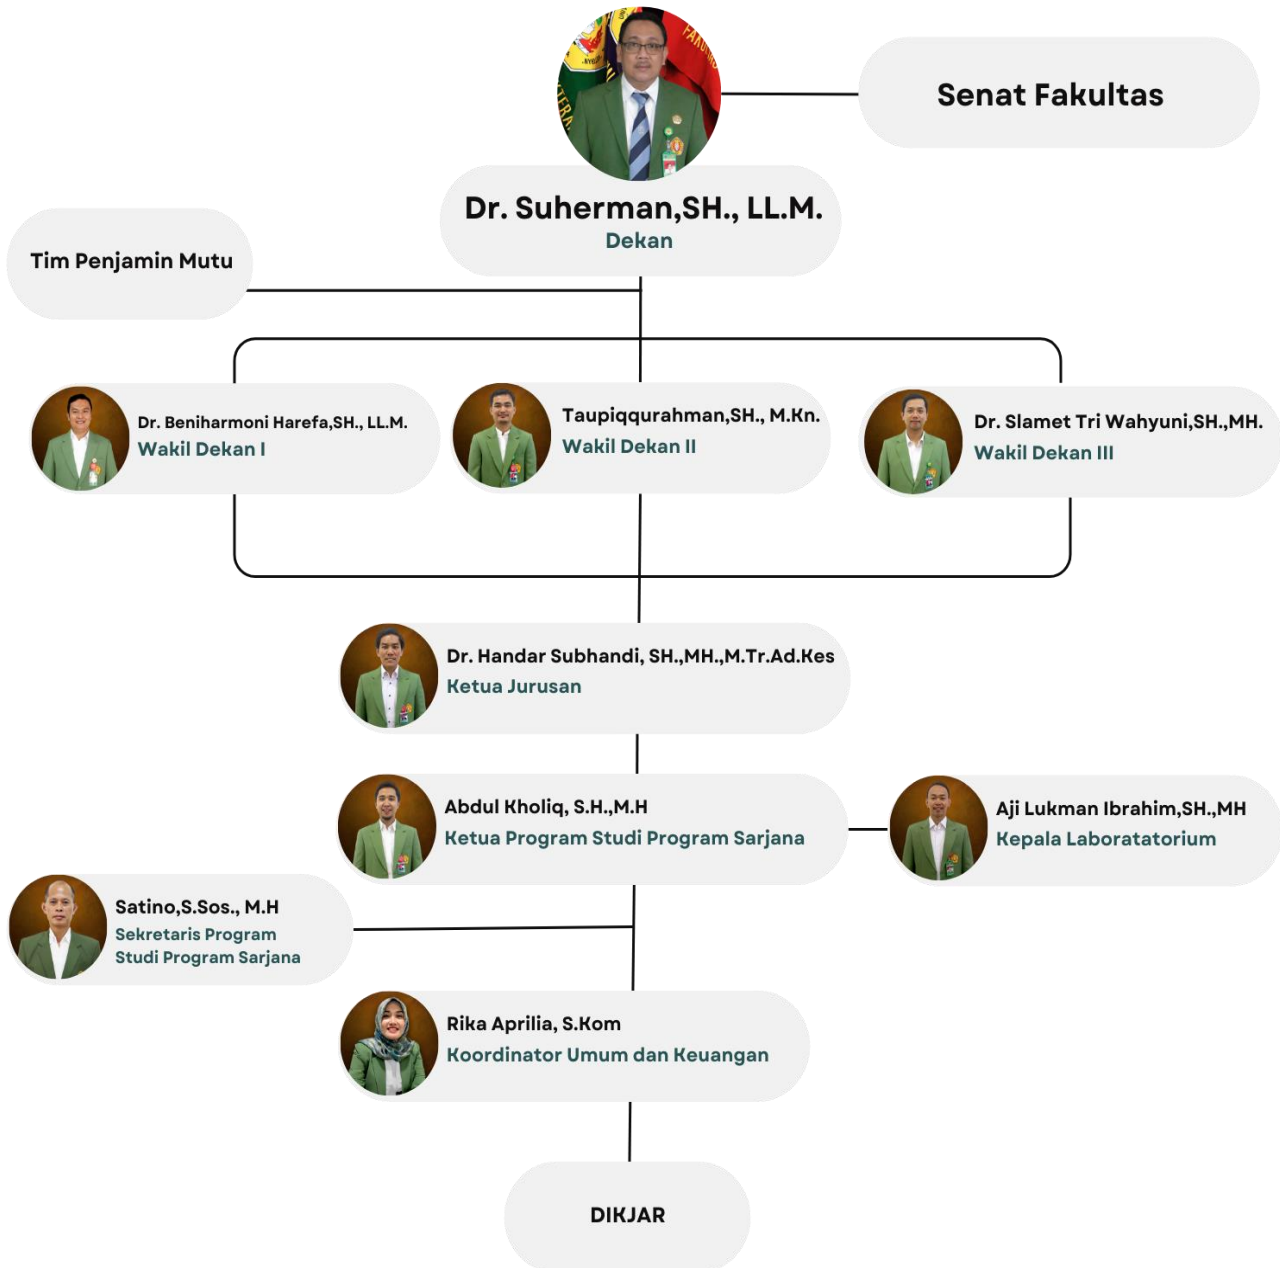 Senat Fakultas
Dr. Suherman,SH., LL.M.
Dekan
Tim Penjamin Mutu
Dr. Beniharmoni Harefa,SH., LL.M.
Wakil Dekan I
Taupiqqurahman,SH., M.Kn.
Wakil Dekan II
Dr. Slamet Tri Wahyuni,SH.,MH.
Wakil Dekan III
Dr. Handar Subhandi, SH.,MH.,M.Tr.Ad.Kes
Ketua Jurusan
Abdul Kholiq, S.H.,M.H
Ketua Program Studi Program Sarjana
Aji Lukman Ibrahim,SH.,MH
Kepala Laboratatorium
Satino,S.Sos., M.H
Sekretaris Program
Studi Program Sarjana
Rika Aprilia, S.Kom
Koordinator Umum dan Keuangan
DIKJAR